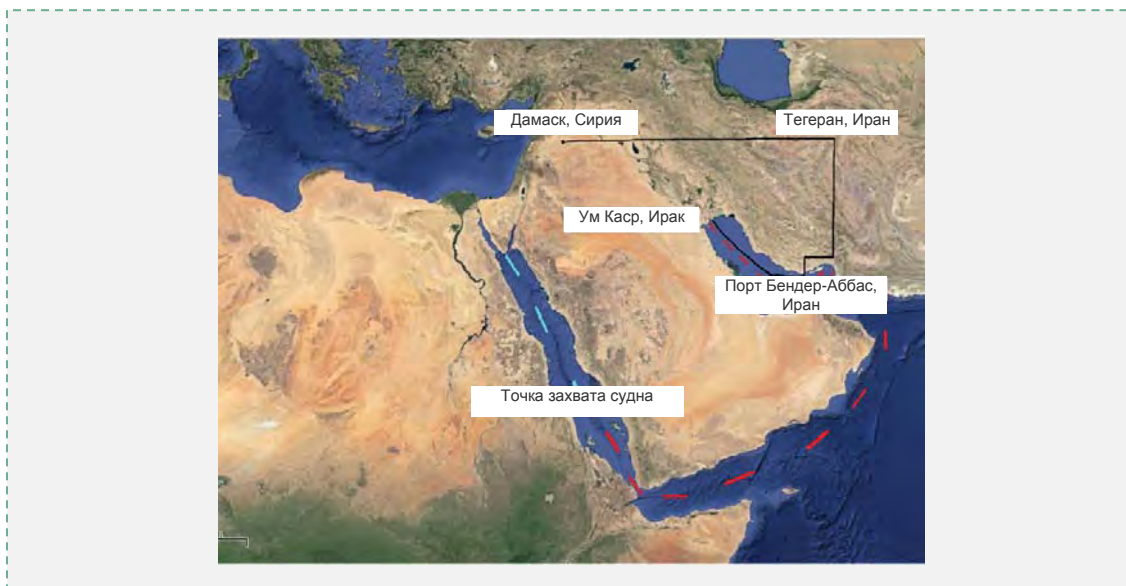 Дамаск, Сирия
Тегеран, Иран
Ум Каср, Ирак
Порт Бендер-Аббас,
Иран
Точка захвата судна